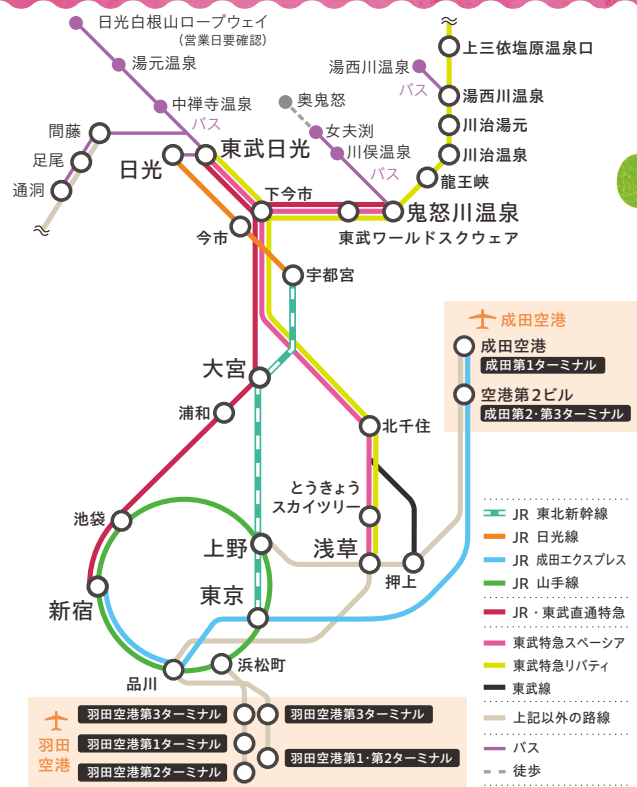 日光白根山ロープウェイ
(営業日要確認)
湯元温泉
中禅寺温泉
バス
間藤
足尾
通洞
日光
東武日光
奥鬼怒
女夫渕
川俣温泉
バス
上三依塩原温泉口
湯西川温泉
バス
湯西川温泉
川治湯元
川治温泉
龍王峡
鬼怒川温泉
下今市
東武ワールドスクウェア
今市
宇都宮
大宮
浦和
池袋
新宿
上野
東京
品川
浜松町
北千住
とうきょう
スカイツリー
浅草
押上
成田空港
成田空港
成田第1ターミナル
空港第2ビル
成田第2・第3ターミナル
JR 東北新幹線
JR 日光線
JR 成田エクスプレス
JR 山手線
JR・東武直通特急
東武特急スペーシア
東武特急リバティ
東武線
上記以外の路線
バス
徒歩
羽田
空港
羽田空港第3ターミナル
羽田空港第1ターミナル
羽田空港第2ターミナル
羽田空港第3ターミナル
羽田空港第1・第2ターミナル